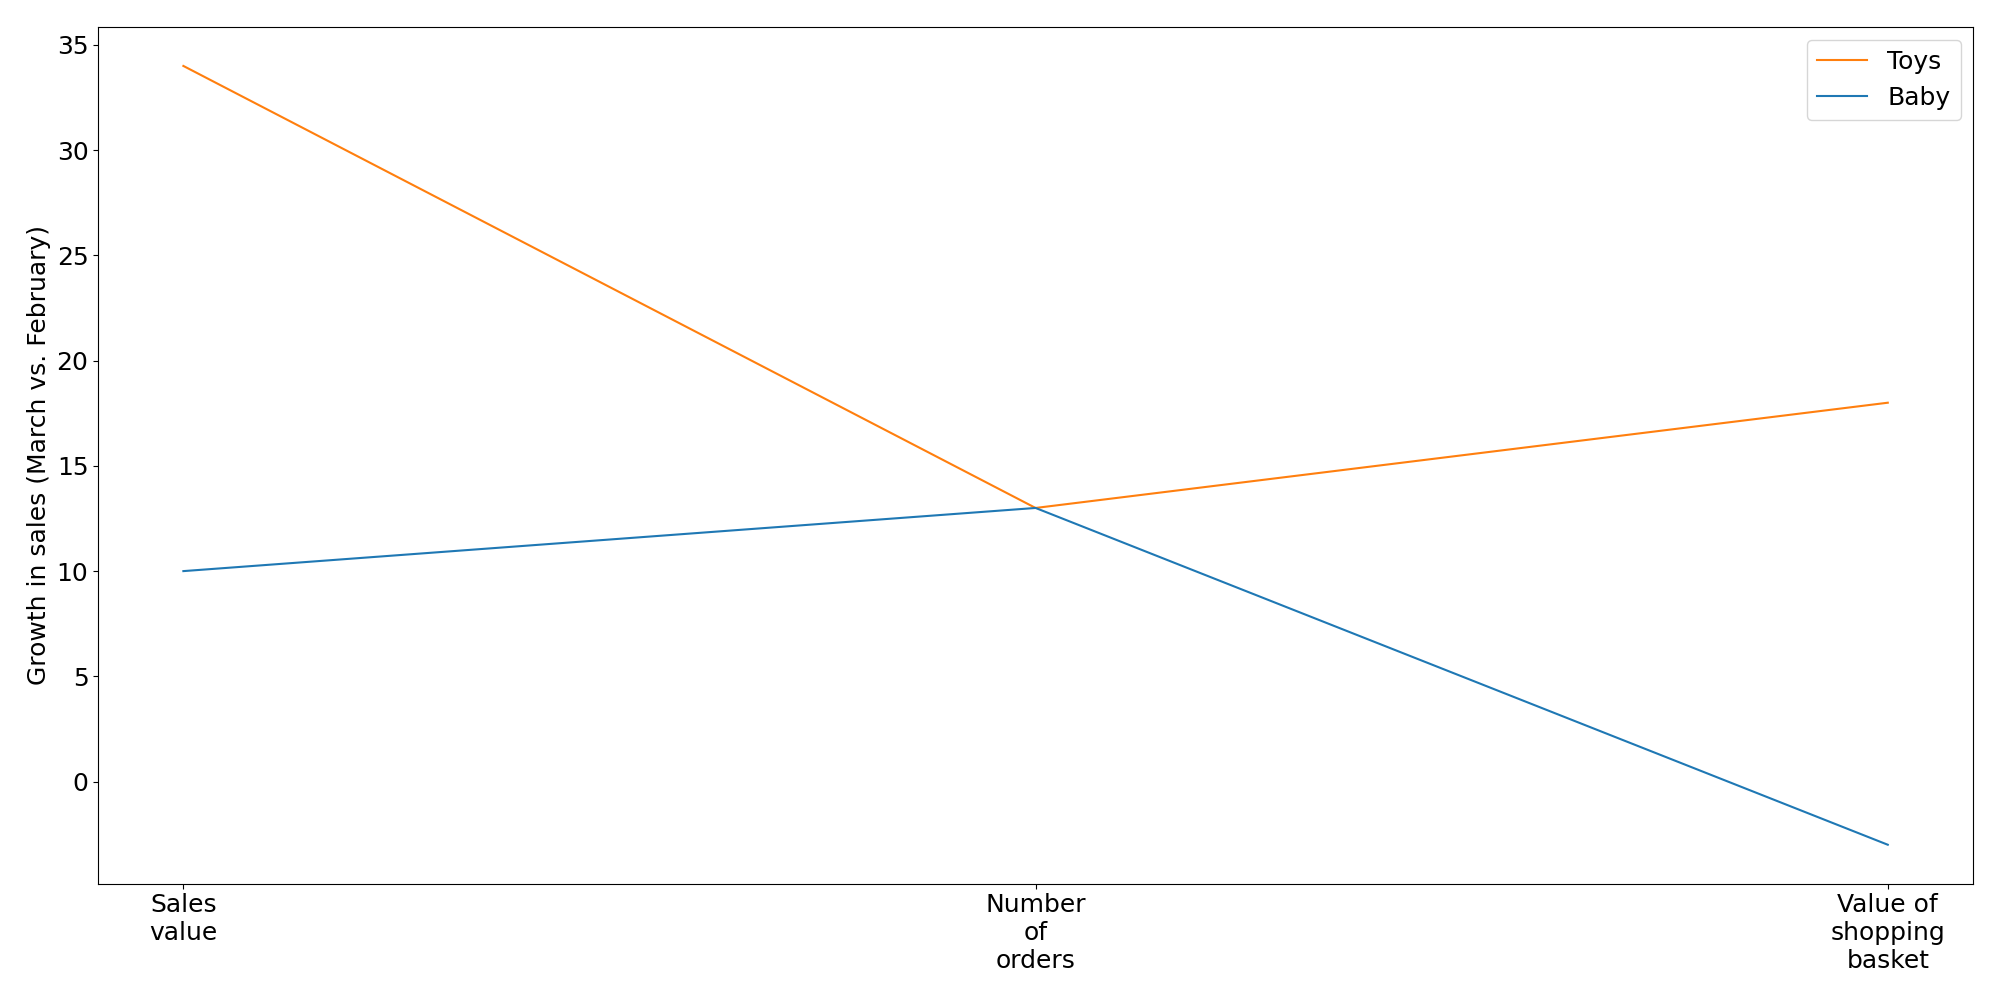 Toys
Baby
Growth in sales (March vs. February)
35
30
25
20
15
10
5
0
Sales
value
Number
of
orders
Value of
shopping
basket